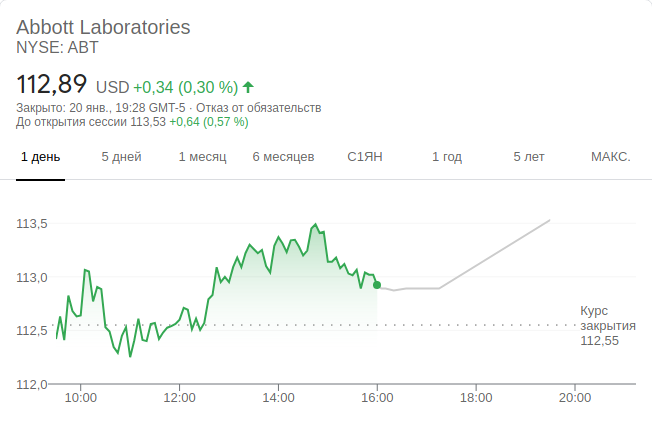 Abbott Laboratories
NYSE: ABT
112,89 USD +0,34 (0,30 %)
Закрыто: 20 янв., 19:28 GMT-5 · Отказ от обязательств
До открытия сессии 113,53 +0,64 (0,57 %)
1 день 5 дней 1 месяц 6 месяцев С1ЯН 1 год 5 лет МАКС.
113,5
113,0
112,5
112,0
Курс
закрытия
112,55
10:00 12:00 14:00 16:00 18:00 20:00